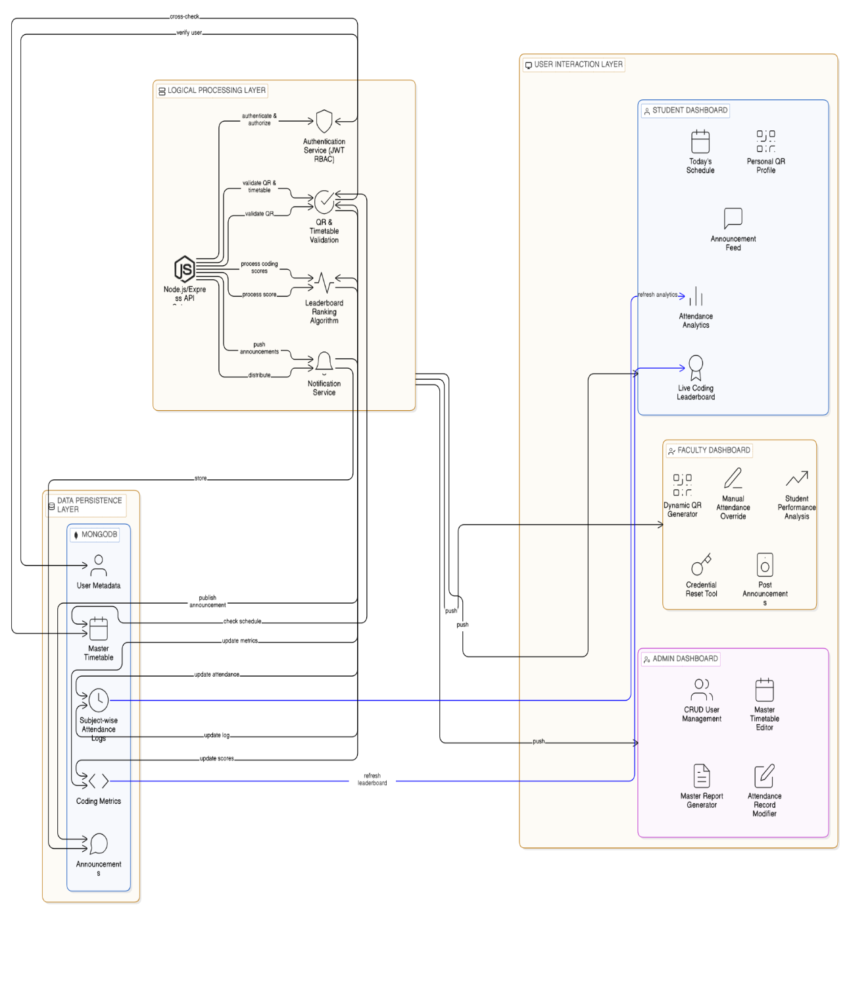 cross-check
verify user
USER INTERACTION LAYER
LOGICAL PROCESSING LAYER
authenticate &
authorize
Authentication
Service (JWT
RBAC)
validate QR &
timetable
validate QR
QR &
Timetable
Validation
Node.js/Expre
ss API
process coding
scores
process score
Leaderboard
Ranking
Algorithm
push
announcements
distribute
Notification
Service
STUDENT DASHBOARD
Today's
Schedule
Personal QR
Profile
Announcement
Feed
refresh analytics
Attendance
Analytics
Live Coding
Leaderboard
FACULTY DASHBOARD
Dynamic QR
Generator
Manual
Attendance
Override
Student
Performance
Analysis
Credential
Reset Tool
Post
Announcement
s
store
DATA PERSISTENCE
LAYER
MONGODB
User Metadata
publish
announcement
check schedule
Master
Timetable
update metrics
update attendance
Subject-wise
Attendance
Logs
update log
update scores
Coding Metrics
refresh
leaderboard
Announcement
s
push
push
push
ADMIN DASHBOARD
CRUD User
Management
Master
Timetable
Editor
Master Report
Generator
Attendance
Record
Modifier